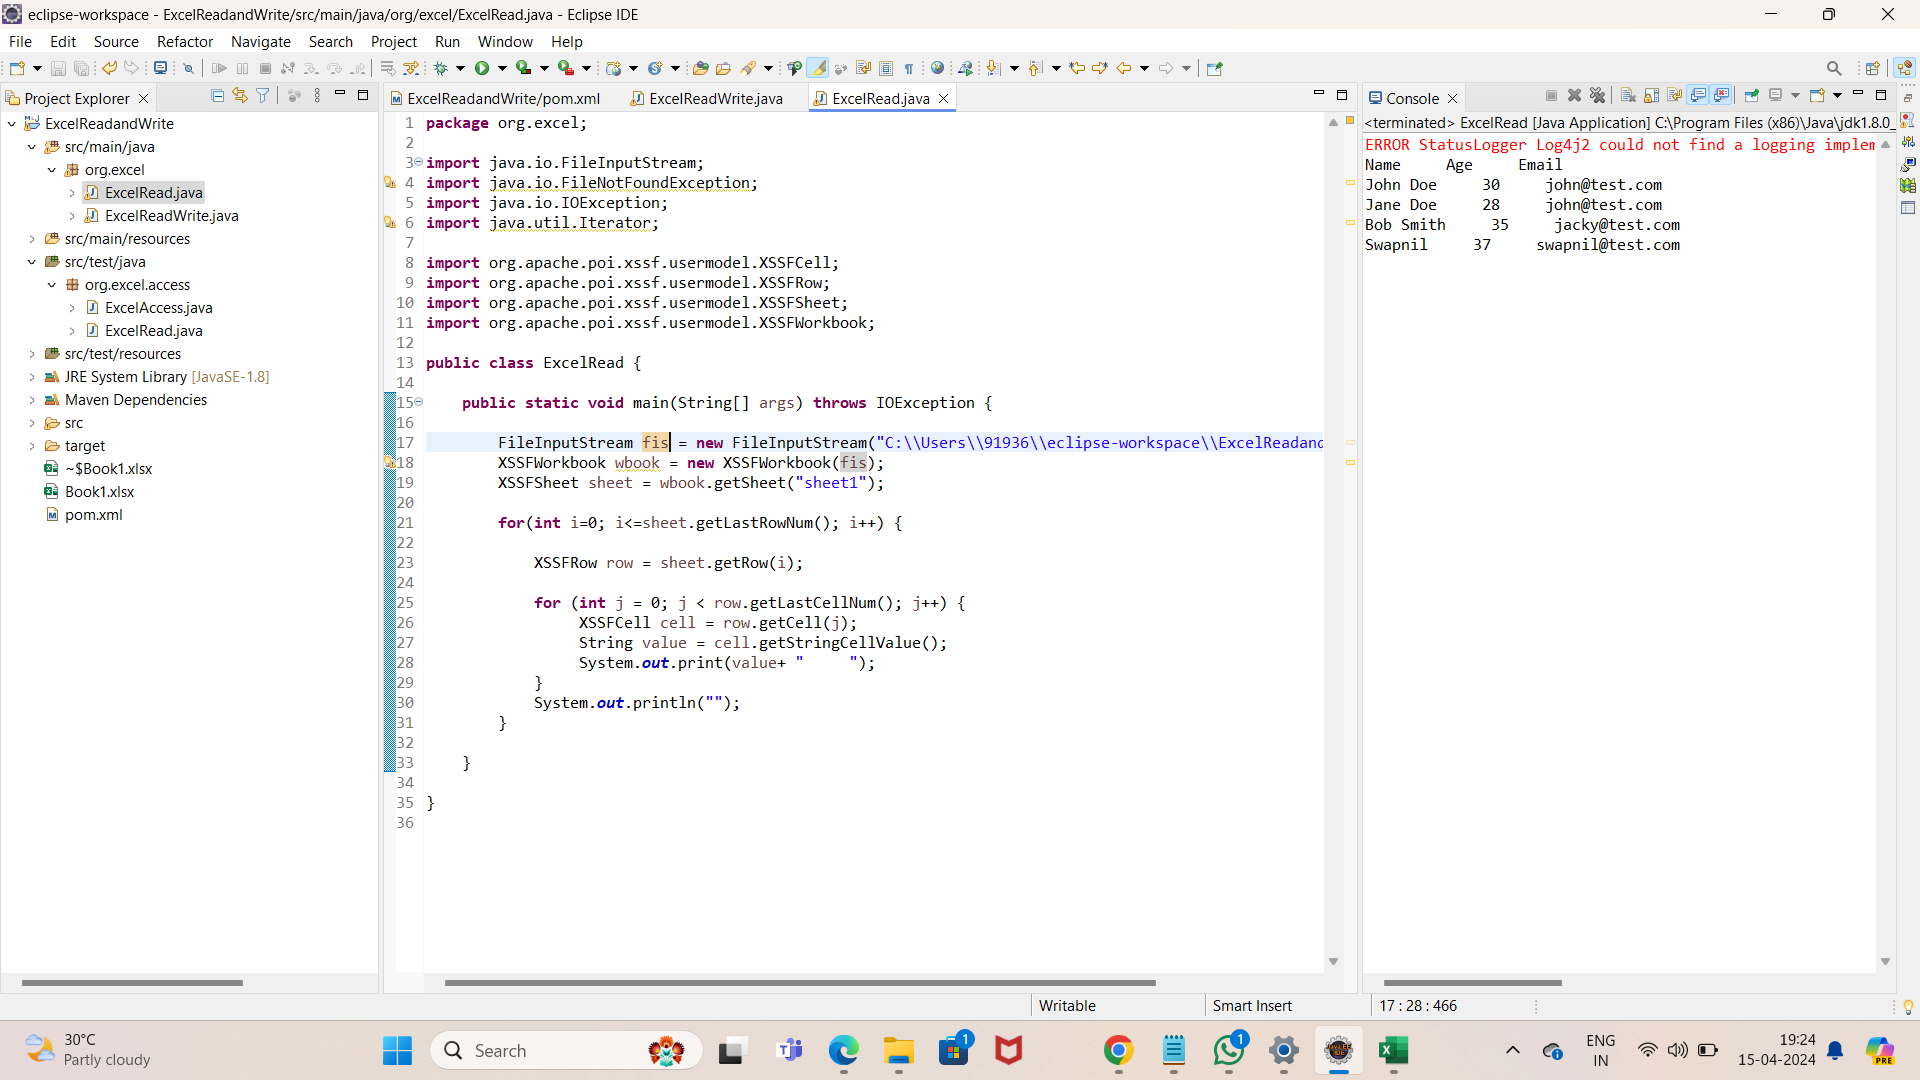 eclipse-workspace - ExcelReadandWrite/src/main/java/org/excel/ExcelRead.java - Eclipse IDE
File Edit Source Refactor Navigate Search Project Run Window Help
Project Explorer
ExcelReadandWrite
src/main/java
org.excel
ExcelRead.java
ExcelReadWrite.java
src/main/resources
src/test/java
org.excel.access
ExcelAccess.java
ExcelRead.java
src/test/resources
JRE System Library [JavaSE-1.8]
Maven Dependencies
src
target
~$Book1.xlsx
Book1.xlsx
pom.xml
ExcelReadandWrite/pom.xml ExcelReadWrite.java ExcelRead.java
1 package org.excel;
2
3 import java.io.FileInputStream;
4 import java.io.FileNotFoundException;
5 import java.io.IOException;
6 import java.util.Iterator;
7
8 import org.apache.poi.xssf.usermodel.XSSFCell;
9 import org.apache.poi.xssf.usermodel.XSSFRow;
10 import org.apache.poi.xssf.usermodel.XSSFSheet;
11 import org.apache.poi.xssf.usermodel.XSSFWorkbook;
12
13 public class ExcelRead {
14
15 public static void main(String[] args) throws IOException {
16
17 FileInputStream fis = new FileInputStream("C:\\Users\\91936\\eclipse-workspace\\ExcelReadand
18 XSSFWorkbook wbook = new XSSFWorkbook(fis);
19 XSSFSheet sheet = wbook.getSheet("sheet1");
20
21 for(int i=0; i<=sheet.getLastRowNum(); i++) {
22
23 XSSFRow row = sheet.getRow(i);
24
25 for (int j = 0; j < row.getLastCellNum(); j++) {
26 XSSFCell cell = row.getCell(j);
27 String value = cell.getStringCellValue();
28 System.out.print(value+ "     ");
29 }
30 System.out.println("");
31 }
32
33 }
34
35 }
36
Console
<terminated> ExcelRead [Java Application] C:\Program Files (x86)\Java\jdk1.8.0_
ERROR StatusLogger Log4j2 could not find a logging implem
Name Age Email
John Doe 30 john@test.com
Jane Doe 28 john@test.com
Bob Smith 35 jacky@test.com
Swapnil 37 swapnil@test.com
Writable Smart Insert 17 : 28 : 466
30°C
Partly cloudy
Search
1
1
ENG
IN
19:24
15-04-2024
PRE